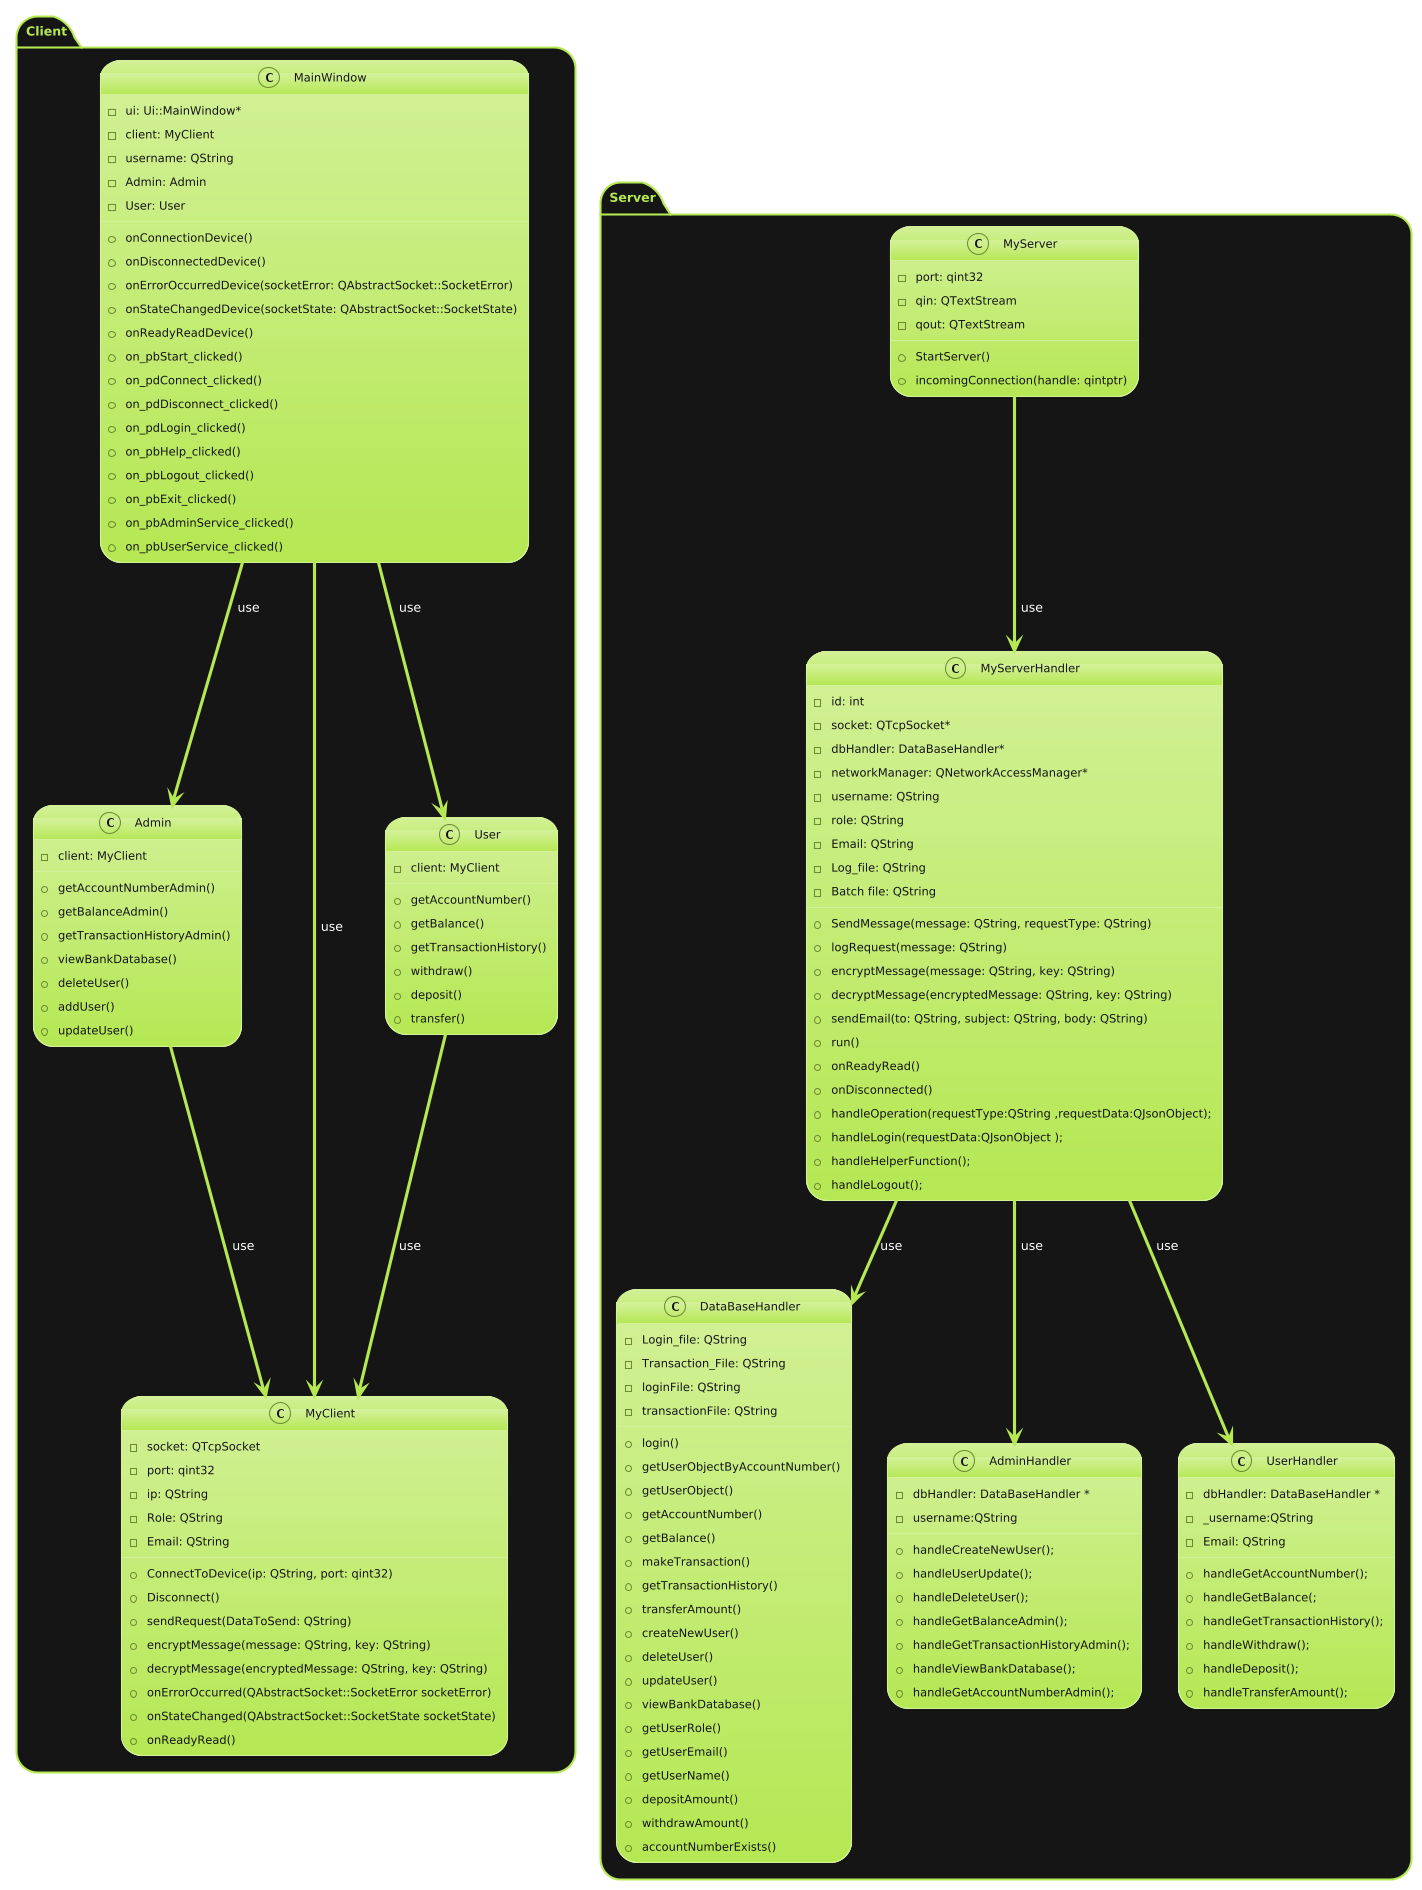 Client
MainWindow
ui: Ui::MainWindow*
client: MyClient
username: QString
Admin: Admin
User: User
onConnectionDevice()
onDisconnectedDevice()
onErrorOccurredDevice(socketError: QAbstractSocket::SocketError)
onStateChangedDevice(socketState: QAbstractSocket::SocketState)
onReadyReadDevice()
on_pbStart_clicked()
on_pdConnect_clicked()
on_pdDisconnect_clicked()
on_pdLogin_clicked()
on_pbHelp_clicked()
on_pbLogout_clicked()
on_pbExit_clicked()
on_pbAdminService_clicked()
on_pbUserService_clicked()
use
use
use
Admin
client: MyClient
getAccountNumberAdmin()
getBalanceAdmin()
getTransactionHistoryAdmin()
viewBankDatabase()
deleteUser()
addUser()
updateUser()
User
client: MyClient
getAccountNumber()
getBalance()
getTransactionHistory()
withdraw()
deposit()
transfer()
use
use
MyClient
socket: QTcpSocket
port: qint32
ip: QString
Role: QString
Email: QString
ConnectToDevice(ip: QString, port: qint32)
Disconnect()
sendRequest(DataToSend: QString)
encryptMessage(message: QString, key: QString)
decryptMessage(encryptedMessage: QString, key: QString)
onErrorOccurred(QAbstractSocket::SocketError socketError)
onStateChanged(QAbstractSocket::SocketState socketState)
onReadyRead()
Server
MyServer
port: qint32
qin: QTextStream
qout: QTextStream
StartServer()
incomingConnection(handle: qintptr)
use
MyServerHandler
id: int
socket: QTcpSocket*
dbHandler: DataBaseHandler*
networkManager: QNetworkAccessManager*
username: QString
role: QString
Email: QString
Log_file: QString
Batch file: QString
SendMessage(message: QString, requestType: QString)
logRequest(message: QString)
encryptMessage(message: QString, key: QString)
decryptMessage(encryptedMessage: QString, key: QString)
sendEmail(to: QString, subject: QString, body: QString)
run()
onReadyRead()
onDisconnected()
handleOperation(requestType:QString ,requestData:QJsonObject);
handleLogin(requestData:QJsonObject );
handleHelperFunction();
handleLogout();
use
use
use
DataBaseHandler
Login_file: QString
Transaction_File: QString
loginFile: QString
transactionFile: QString
login()
getUserObjectByAccountNumber()
getUserObject()
getAccountNumber()
getBalance()
makeTransaction()
getTransactionHistory()
transferAmount()
createNewUser()
deleteUser()
updateUser()
viewBankDatabase()
getUserRole()
getUserEmail()
getUserName()
depositAmount()
withdrawAmount()
accountNumberExists()
AdminHandler
dbHandler: DataBaseHandler *
username:QString
handleCreateNewUser();
handleUserUpdate();
handleDeleteUser();
handleGetBalanceAdmin();
handleGetTransactionHistoryAdmin();
handleViewBankDatabase();
handleGetAccountNumberAdmin();
UserHandler
dbHandler: DataBaseHandler *
_username:QString
Email: QString
handleGetAccountNumber();
handleGetBalance(;
handleGetTransactionHistory();
handleWithdraw();
handleDeposit();
handleTransferAmount();